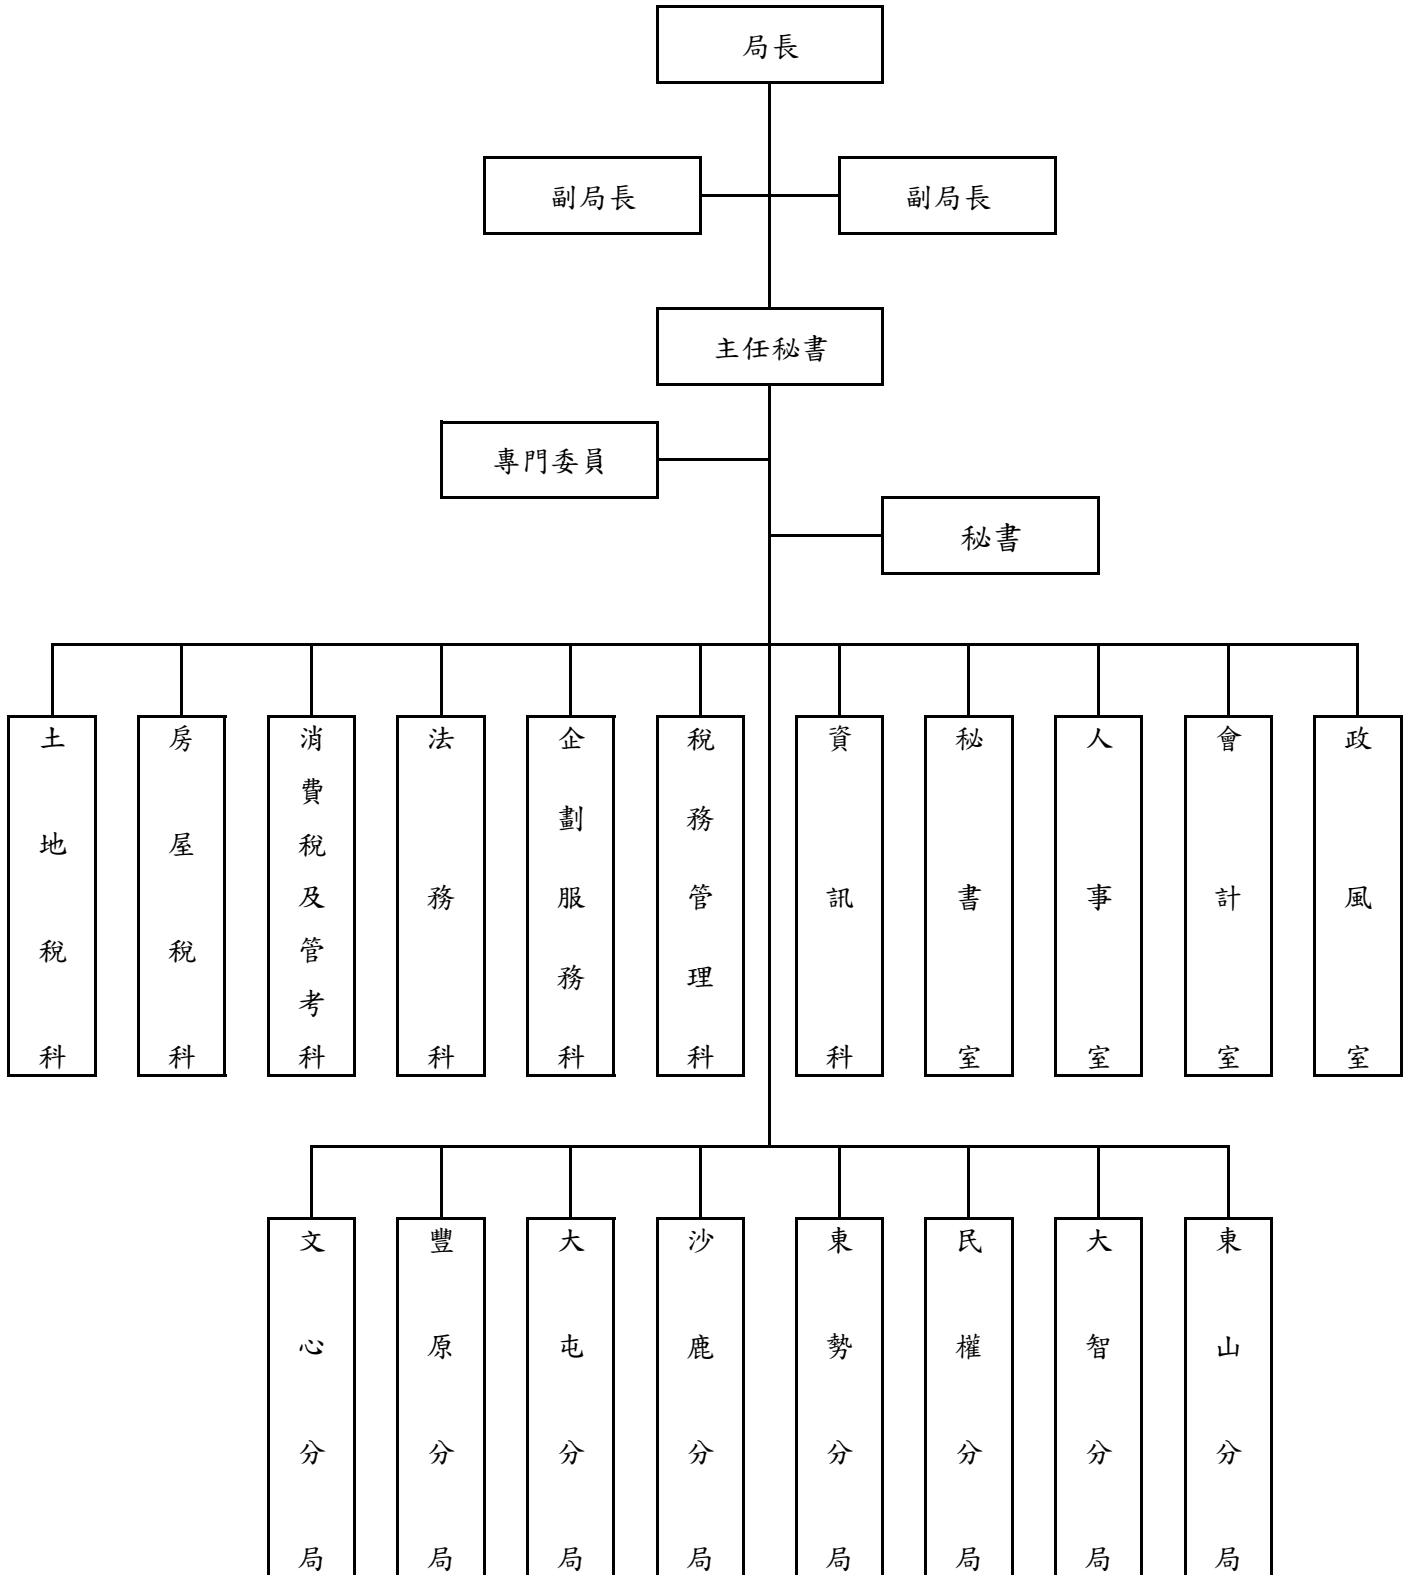 局長
副局長
副局長
主任秘書
專門委員
秘書
土地稅科
房屋稅科
消費稅及管考科
法務科
企劃服務科
稅務管理科
資訊科
秘書室
人事室
會計室
政風室
文心分局
豐原分局
大屯分局
沙鹿分局
東勢分局
民權分局
大智分局
東山分局